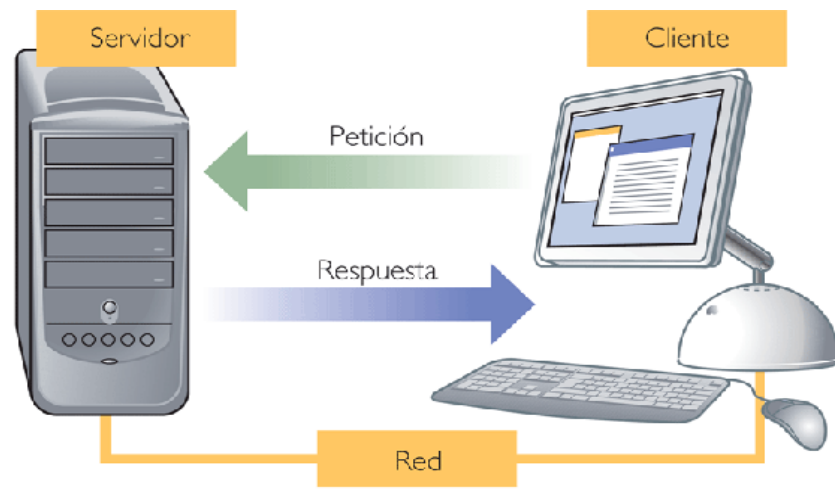 Servidor
Cliente
Petición
Respuesta
Red